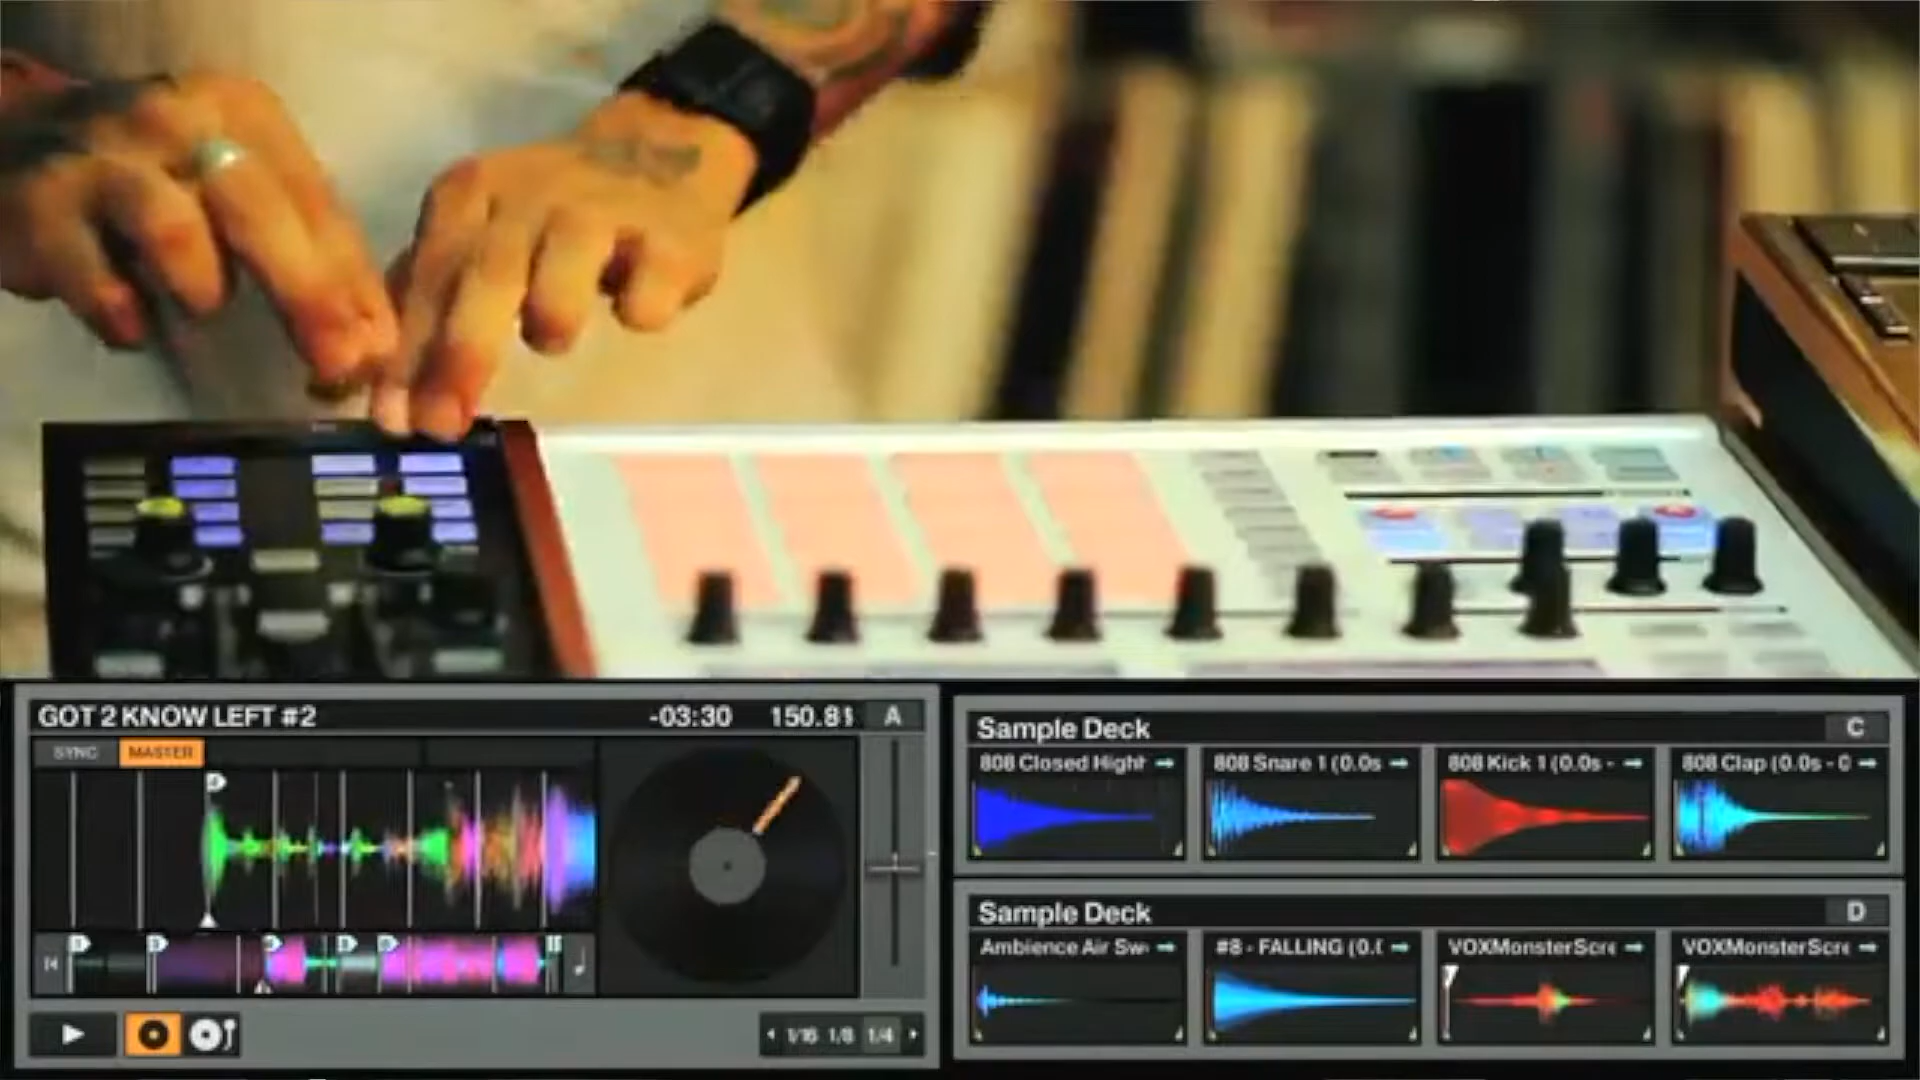 GOT 2 KNOW LEFT #2
-03:30
150.8
A
SYNC
MASTER
1/16 1/8 1/4
Sample Deck
C
808 Closed High
808 Snare 1 (0.0s
808 Kick 1 (0.0s -
808 Clap (0.0s - 0
Sample Deck
D
Ambience Air Sw
#8 - FALLING (0.
VOXMonsterScre
VOXMonsterScre